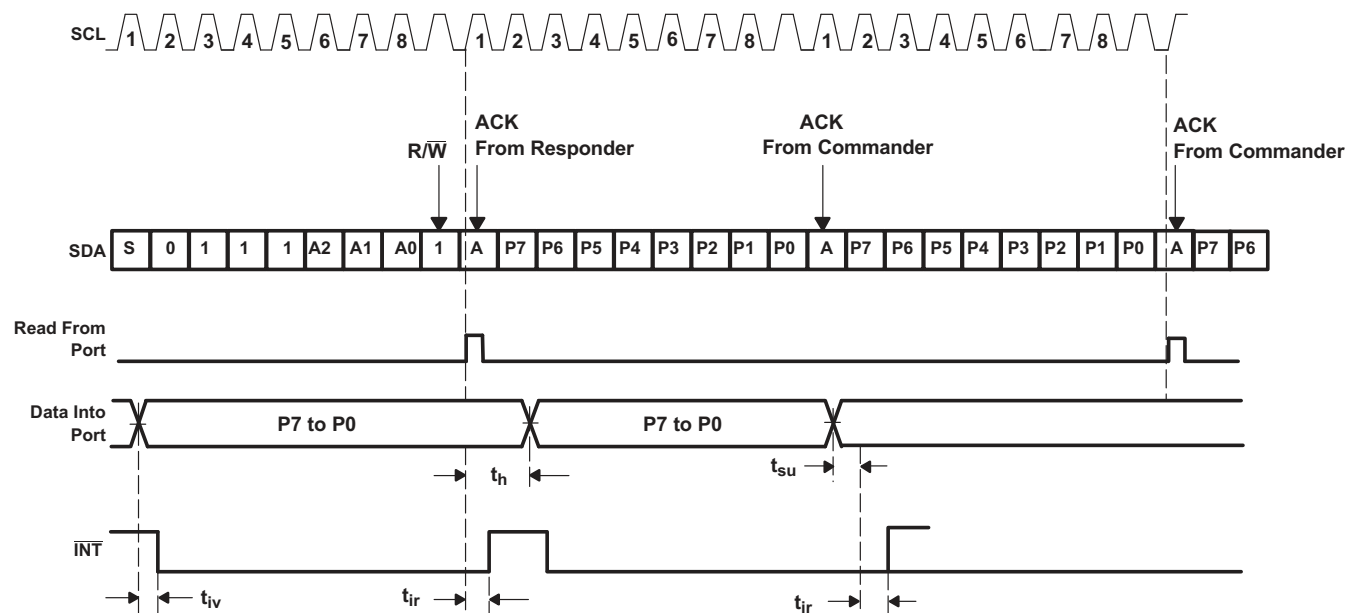 SCL 1 2 3 4 5 6 7 8 1 2 3 4 5 6 7 8 1 2 3 4 5 6 7 8
R/W̅
ACK
From Responder
ACK
From Commander
ACK
From Commander
SDA S 0 1 1 1 A2 A1 A0 1 A P7 P6 P5 P4 P3 P2 P1 P0 A P7 P6 P5 P4 P3 P2 P1 P0 A P7 P6
Read From
Port
Data Into
Port
P7 to P0 P7 to P0
th tsu
I̅N̅T̅
tiv tir tir